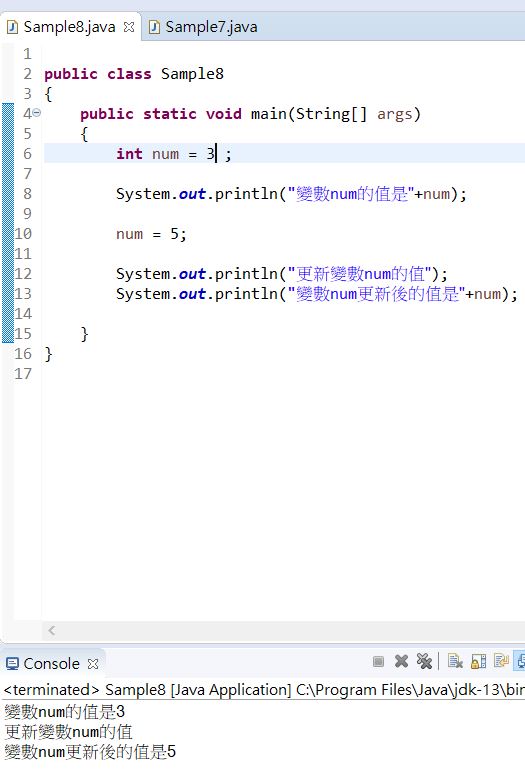 Sample8.java Sample7.java
1
2 public class Sample8
3 {
4 public static void main(String[] args)
5 {
6 int num = 3 ;
7
8 System.out.println("變數num的值是"+num);
9
10 num = 5;
11
12 System.out.println("更新變數num的值");
13 System.out.println("變數num更新後的值是"+num);
14
15 }
16 }
17
Console
<terminated> Sample8 [Java Application] C:\Program Files\Java\jdk-13\bin
變數num的值是3
更新變數num的值
變數num更新後的值是5